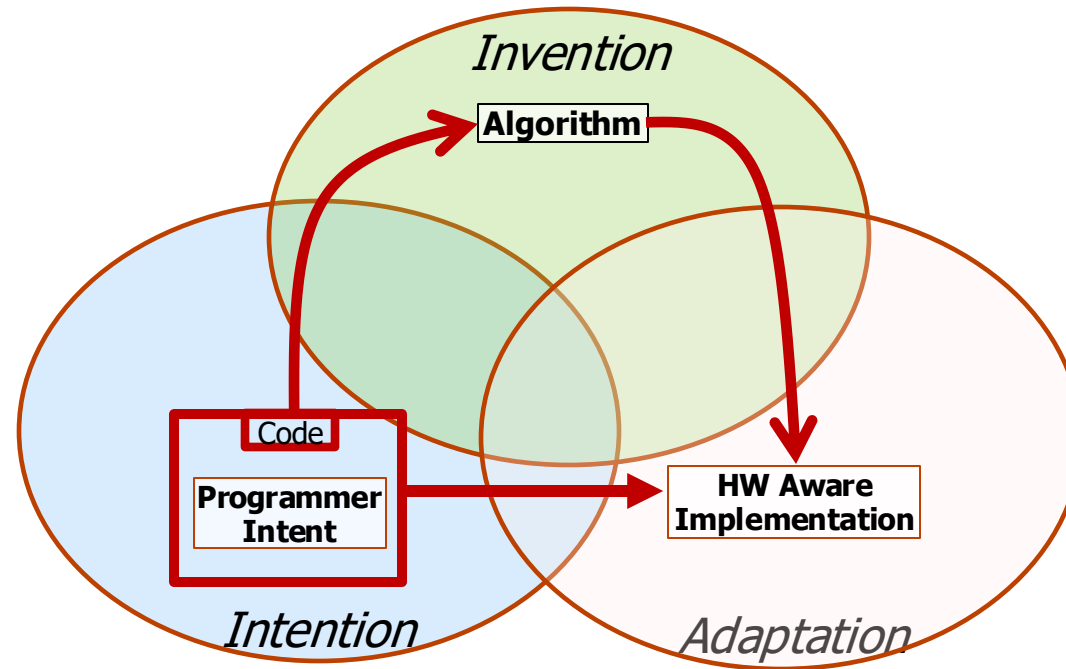 Invention
Algorithm
Code
Programmer
Intent
HW Aware
Implementation
Intention
Adaptation